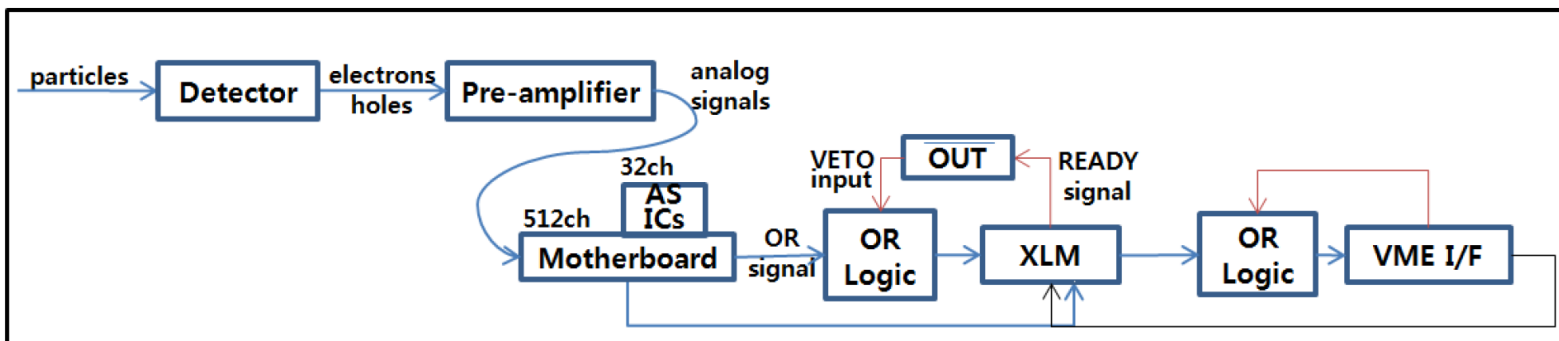 particles
Detector
electrons
holes
Pre-amplifier
analog
signals
32ch
AS
ICs
512ch
Motherboard
OR
signal
VETO
input
OUT
READY
signal
OR
Logic
XLM
OR
Logic
VME I/F